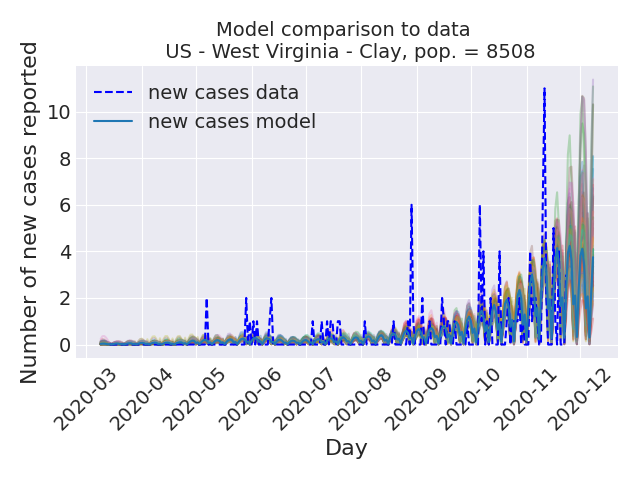 Model comparison to data
US - West Virginia - Clay, pop. = 8508
new cases data
new cases model
Number of new cases reported
10
8
6
4
2
0
2020-03
2020-04
2020-05
2020-06
2020-07
2020-08
2020-09
2020-10
2020-11
2020-12
Day